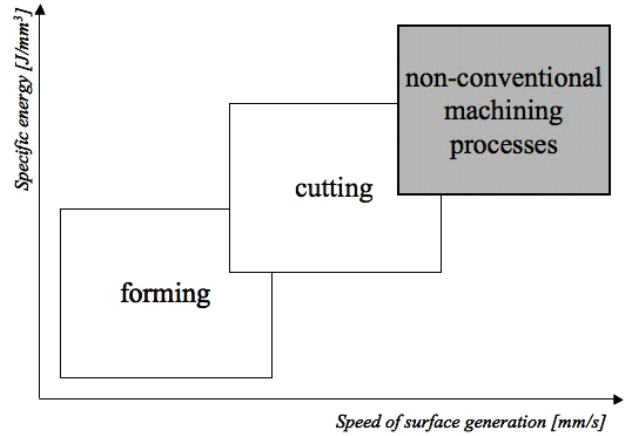 Specific energy [J/mm³]
non-conventional
machining
processes
cutting
forming
Speed of surface generation [mm/s]